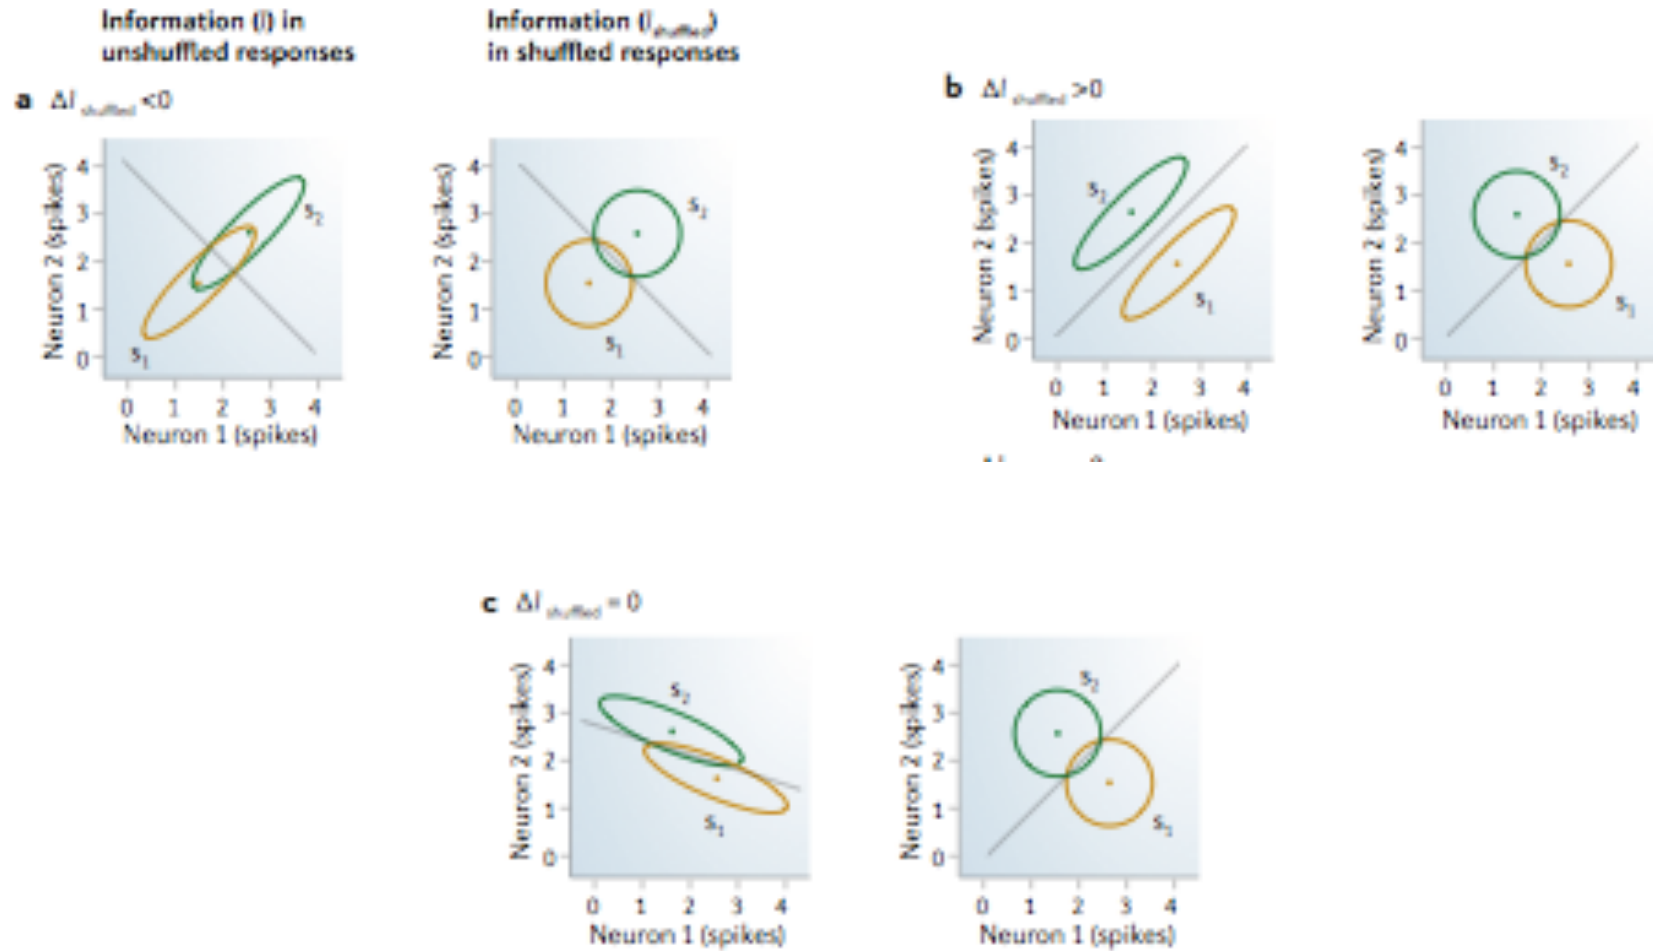 Information (I) in
unshuffled responses
Information (I shuffled)
in shuffled responses
a ΔI shuffled <0
Neuron 2 (spikes)
4
3
2
1
0
s2
s1
0 1 2 3 4
Neuron 1 (spikes)
Neuron 2 (spikes)
4
3
2
1
0
s2
s1
0 1 2 3 4
Neuron 1 (spikes)
b ΔI shuffled >0
Neuron 2 (spikes)
4
3
2
1
0
s2
s1
0 1 2 3 4
Neuron 1 (spikes)
Neuron 2 (spikes)
4
3
2
1
0
s2
s1
0 1 2 3 4
Neuron 1 (spikes)
c ΔI shuffled = 0
Neuron 2 (spikes)
4
3
2
1
0
s2
s1
0 1 2 3 4
Neuron 1 (spikes)
Neuron 2 (spikes)
4
3
2
1
0
s2
s1
0 1 2 3 4
Neuron 1 (spikes)